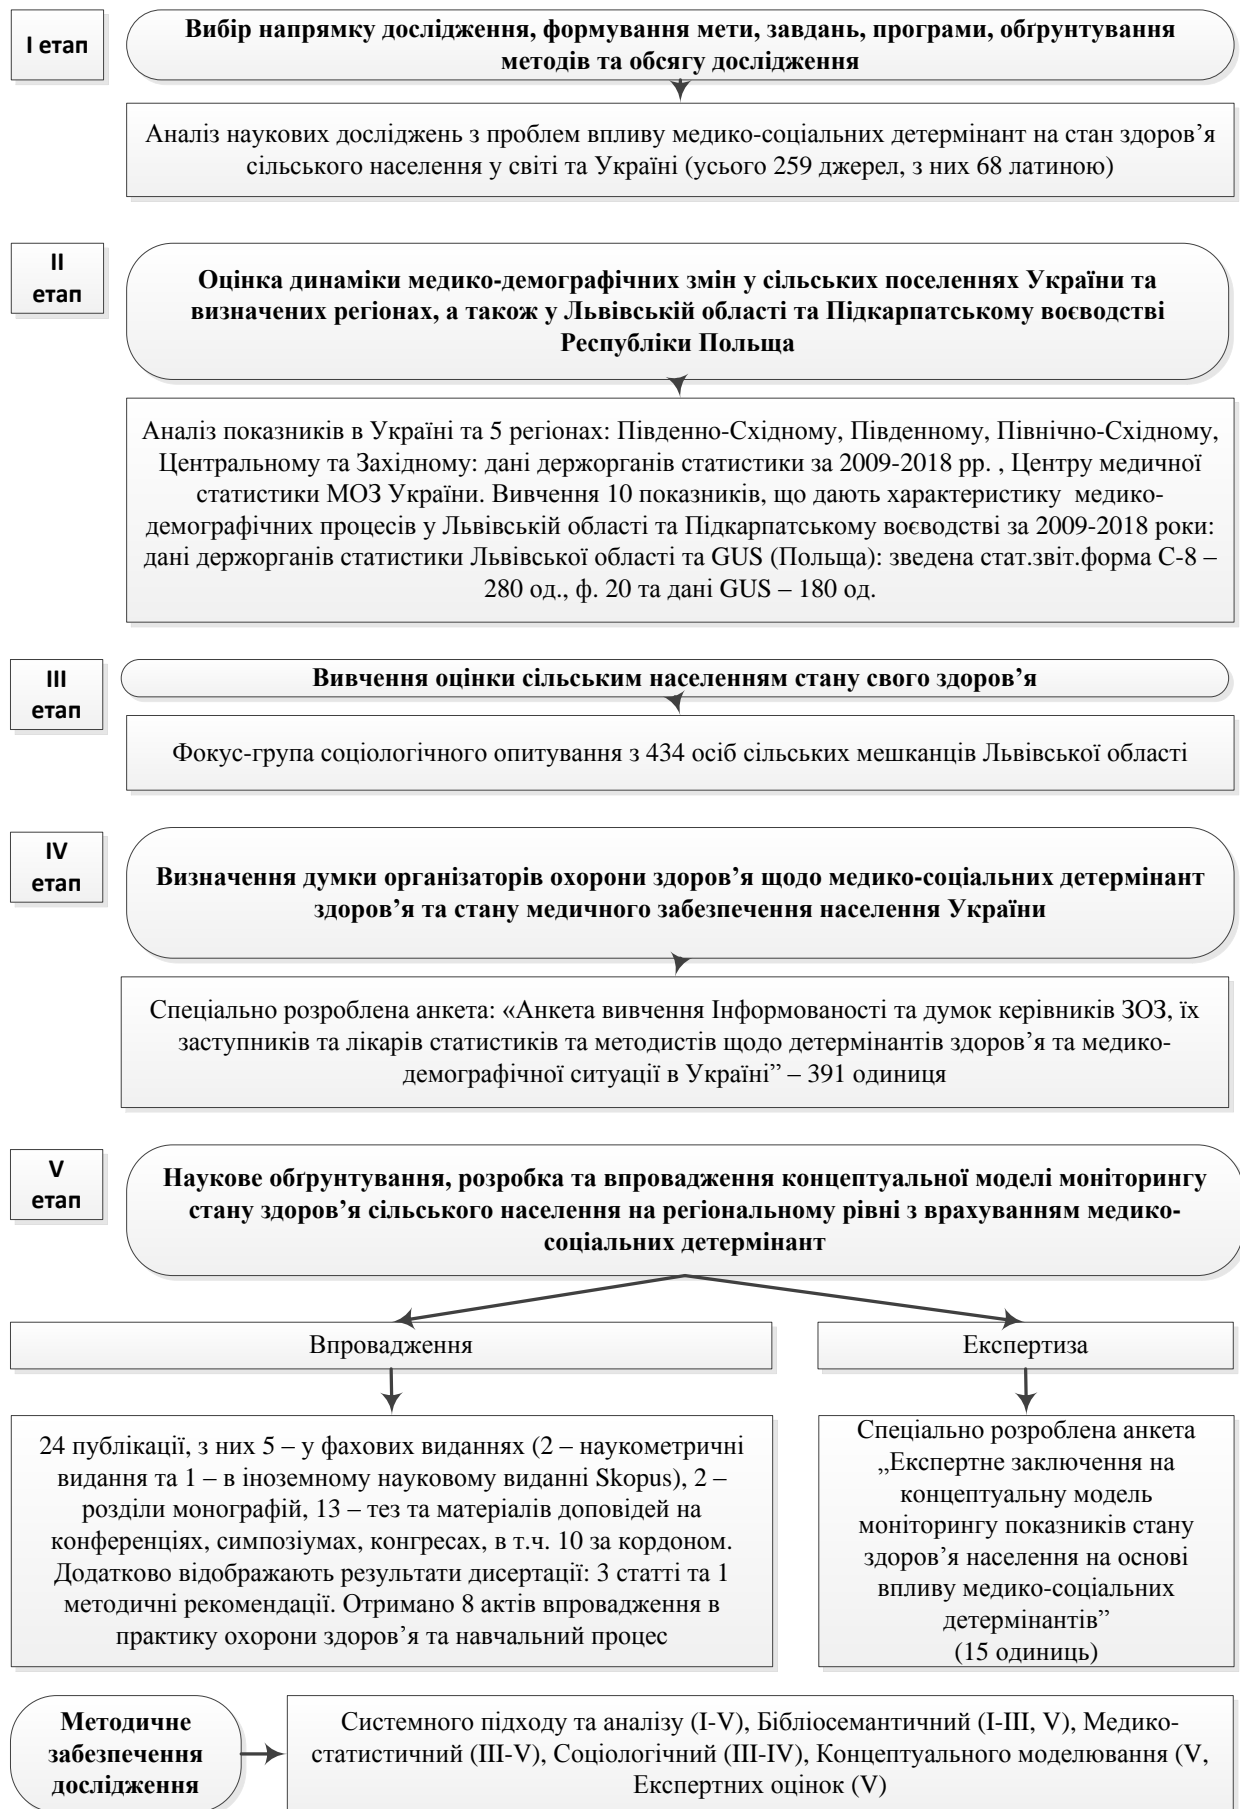 I етап
Вибір напрямку дослідження, формування мети, завдань, програми, обґрунтування
методів та обсягу дослідження
Аналіз наукових досліджень з проблем впливу медико-соціальних детермінант на стан здоров’я
сільського населення у світі та Україні (усього 259 джерел, з них 68 латиною)
II
етап
Оцінка динаміки медико-демографічних змін у сільських поселеннях України та
визначених регіонах, а також у Львівській області та Підкарпатському воєводстві
Республіки Польща
Аналіз показників в Україні та 5 регіонах: Південно-Східному, Південному, Північно-Східному,
Центральному та Західному: дані держорганів статистики за 2009-2018 рр. , Центру медичної
статистики МОЗ України. Вивчення 10 показників, що дають характеристику медико-
демографічних процесів у Львівській області та Підкарпатському воєводстві за 2009-2018 роки:
дані держорганів статистики Львівської області та GUS (Польща): зведена стат.звіт.форма С-8 –
280 од., ф. 20 та дані GUS – 180 од.
III
етап
Вивчення оцінки сільським населенням стану свого здоров’я
Фокус-група соціологічного опитування з 434 осіб сільських мешканців Львівської області
IV
етап
Визначення думки організаторів охорони здоров’я щодо медико-соціальних детермінант
здоров’я та стану медичного забезпечення населення України
Спеціально розроблена анкета: «Анкета вивчення Інформованості та думок керівників ЗОЗ, їх
заступників та лікарів статистиків та методистів щодо детермінантів здоров’я та медико-
демографічної ситуації в Україні” – 391 одиниця
V
етап
Наукове обґрунтування, розробка та впровадження концептуальної моделі моніторингу
стану здоров’я сільського населення на регіональному рівні з врахуванням медико-
соціальних детермінант
Впровадження
Експертиза
24 публікації, з них 5 – у фахових виданнях (2 – наукометричні
видання та 1 – в іноземному науковому виданні Skopus), 2 –
розділи монографій, 13 – тез та матеріалів доповідей на
конференціях, симпозіумах, конгресах, в т.ч. 10 за кордоном.
Додатково відображають результати дисертації: 3 статті та 1
методичні рекомендації. Отримано 8 актів впровадження в
практику охорони здоров’я та навчальний процес
Спеціально розроблена анкета
„Експертне заключення на
концептуальну модель
моніторингу показників стану
здоров’я населення на основі
впливу медико-соціальних
детермінантів”
(15 одиниць)
Методичне
забезпечення
дослідження
Системного підходу та аналізу (I-V), Бібліосемантичний (I-III, V), Медико-
статистичний (III-V), Соціологічний (III-IV), Концептуального моделювання (V,
Експертних оцінок (V)